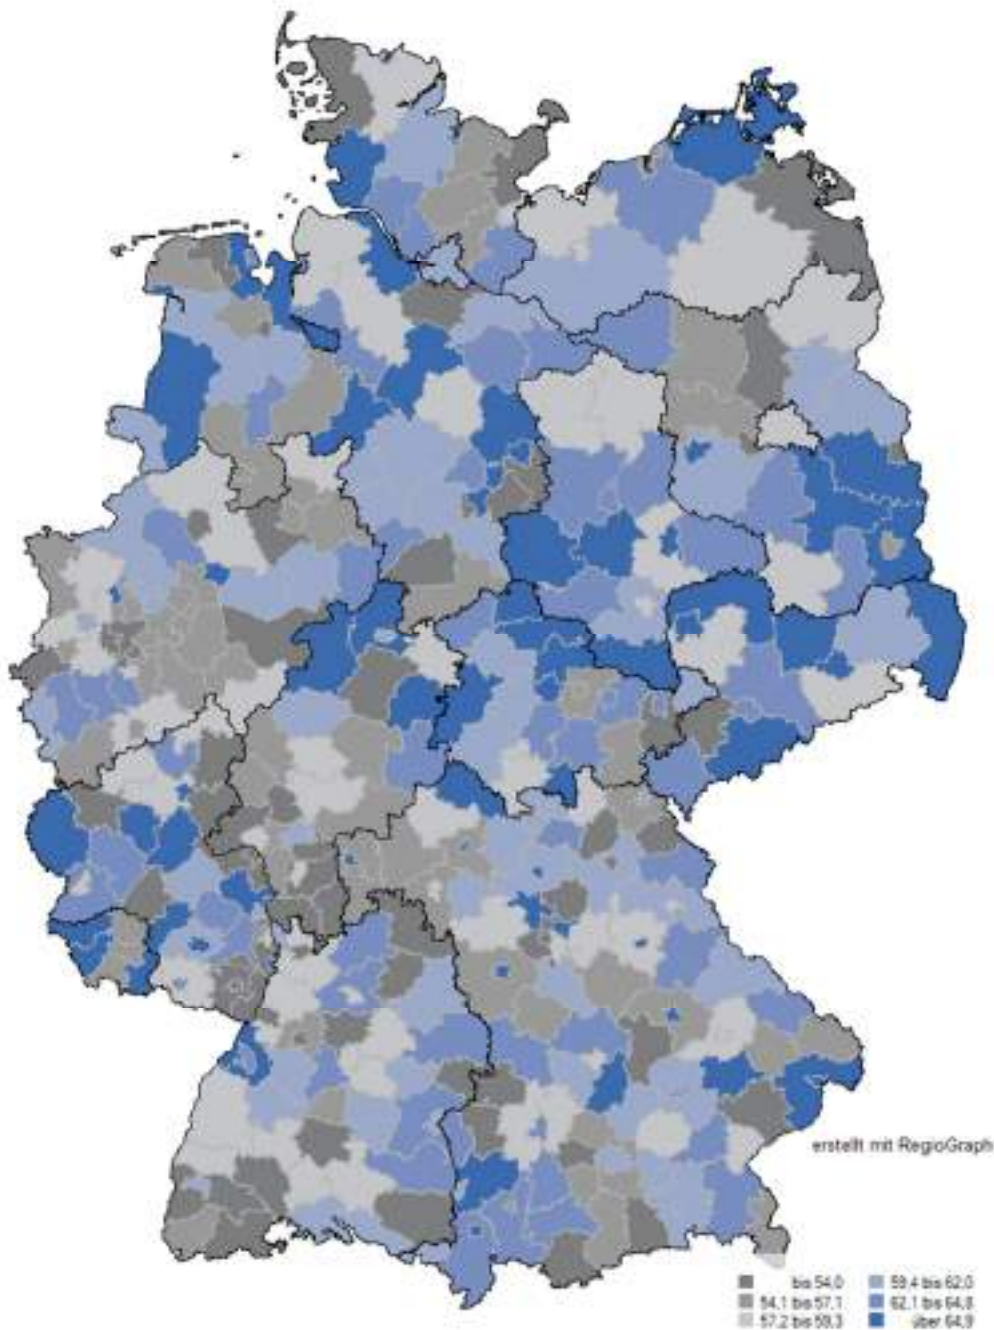 erstellt mit RegioGraph
bis 54,0
59,4 bis 62,0
54,1 bis 57,1
62,1 bis 64,8
57,2 bis 59,3
über 64,9